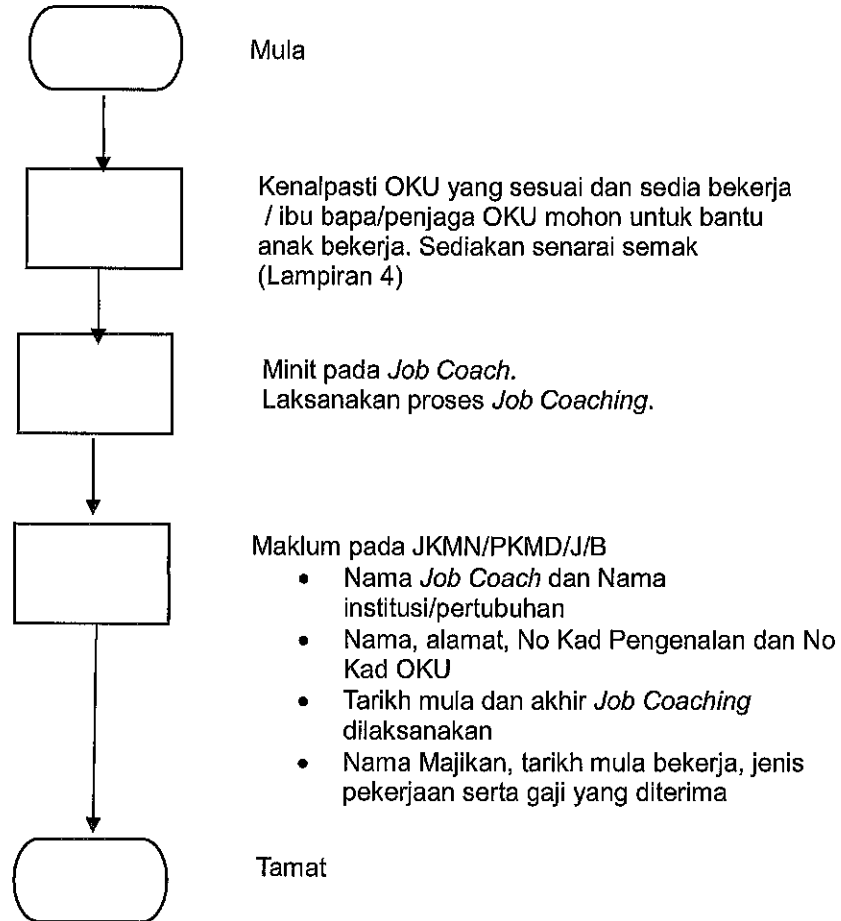 Mula
Kenalpasti OKU yang sesuai dan sedia bekerja
/ ibu bapa/penjaga OKU mohon untuk bantu
anak bekerja. Sediakan senarai semak
(Lampiran 4)
Minit pada Job Coach.
Laksanakan proses Job Coaching.
Maklum pada JKMN/PKMD/J/B
• Nama Job Coach dan Nama
institusi/pertubuhan
• Nama, alamat, No Kad Pengenalan dan No
Kad OKU
• Tarikh mula dan akhir Job Coaching
dilaksanakan
• Nama Majikan, tarikh mula bekerja, jenis
pekerjaan serta gaji yang diterima
Tamat